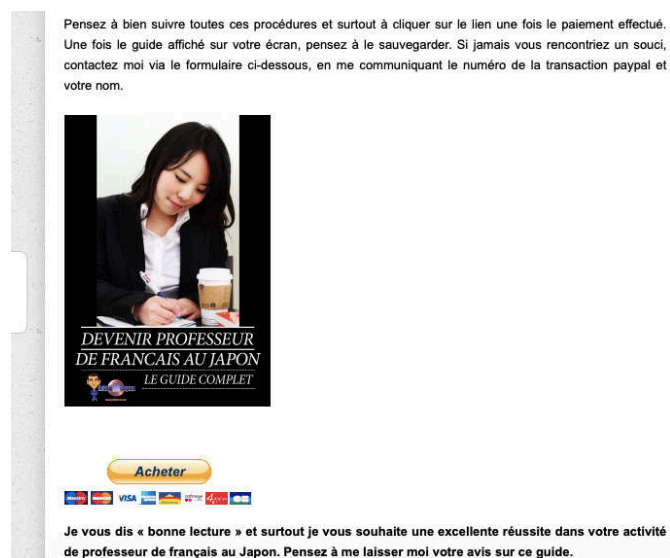 Pensez à bien suivre toutes ces procédures et surtout à cliquer sur le lien une fois le paiement effectué.
Une fois le guide affiché sur votre écran, pensez à le sauvegarder. Si jamais vous rencontriez un souci,
contactez moi via le formulaire ci-dessous, en me communiquant le numéro de la transaction paypal et
votre nom.
DEVENIR PROFESSEUR
DE FRANCAIS AU JAPON
LE GUIDE COMPLET
Acheter
VISA
Je vous dis « bonne lecture » et surtout je vous souhaite une excellente réussite dans votre activité
de professeur de français au Japon. Pensez à me laisser moi votre avis sur ce guide.